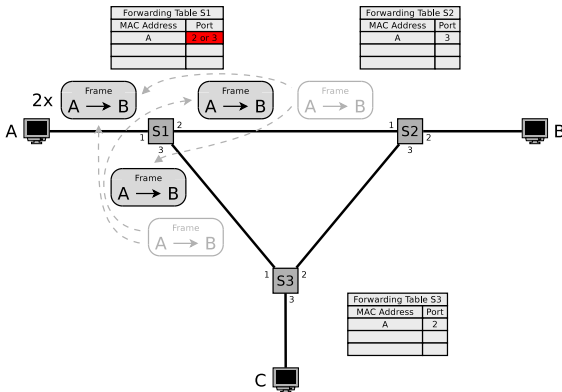 Forwarding Table S1
MAC Address Port
A 2 or 3
Forwarding Table S2
MAC Address Port
A 3
2x
Frame
A → B
Frame
A → B
Frame
A → B
A
1
S1
2
3
1
S2
2
3
B
Frame
A → B
Frame
A → B
1
S3
2
3
Forwarding Table S3
MAC Address Port
A 2
C